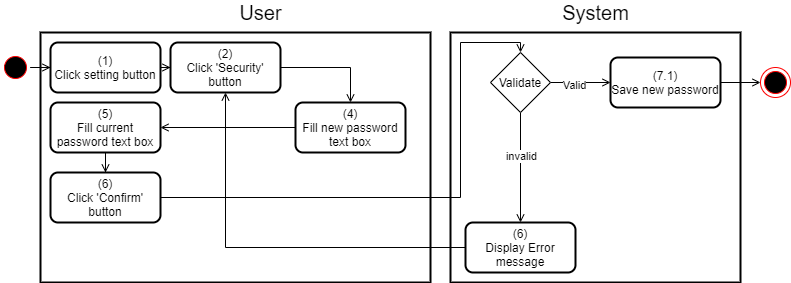 User
System
(1)
Click setting button
(2)
Click 'Security'
button
(5)
Fill current
password text box
(4)
Fill new password
text box
(6)
Click 'Confirm'
button
Validate
Valid
(7.1)
Save new password
invalid
(6)
Display Error
message